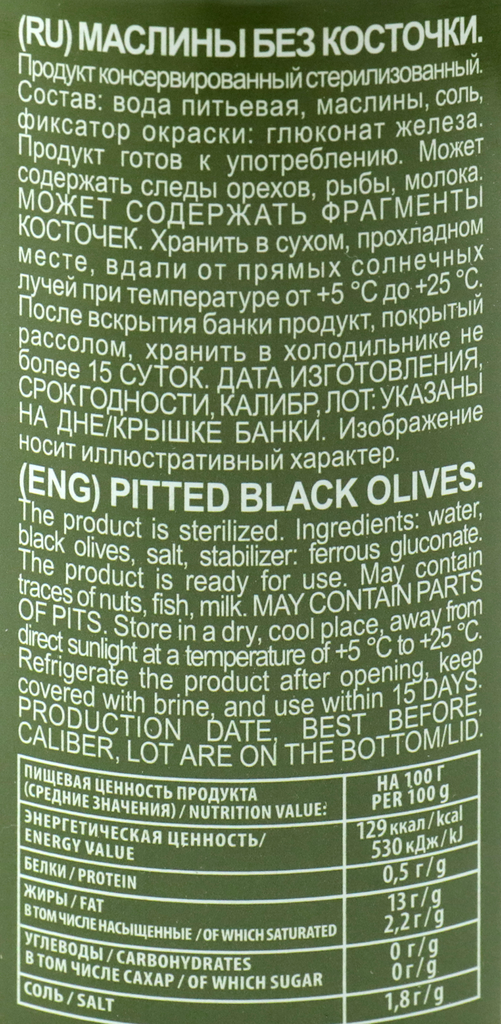 (RU) МАСЛИНЫ БЕЗ КОСТОЧКИ.
Продукт консервированный стерилизованный.
Состав: вода питьевая, маслины, соль,
фиксатор окраски: глюконат железа.
Продукт готов к употреблению. Может
содержать следы орехов, рыбы, молока.
МОЖЕТ СОДЕРЖАТЬ ФРАГМЕНТЫ
КОСТОЧЕК. Хранить в сухом, прохладном
месте, вдали от прямых солнечных
лучей при температуре от +5 °C до +25 °C.
После вскрытия банки продукт, покрытый
рассолом, хранить в холодильнике не
более 15 СУТОК. ДАТА ИЗГОТОВЛЕНИЯ,
СРОК ГОДНОСТИ, КАЛИБР, ЛОТ: УКАЗАНЫ
НА ДНЕ/КРЫШКЕ БАНКИ. Изображение
носит иллюстративный характер.
(ENG) PITTED BLACK OLIVES.
The product is sterilized. Ingredients: water,
black olives, salt, stabilizer: ferrous gluconate.
The product is ready for use. May contain
traces of nuts, fish, milk. MAY CONTAIN PARTS
OF PITS. Store in a dry, cool place, away from
direct sunlight at a temperature of +5 °C to +25 °C.
Refrigerate the product after opening, keep
covered with brine, and use within 15 DAYS.
PRODUCTION DATE, BEST BEFORE,
CALIBER, LOT ARE ON THE BOTTOM/LID.
ПИЩЕВАЯ ЦЕННОСТЬ ПРОДУКТА
(СРЕДНИЕ ЗНАЧЕНИЯ) / NUTRITION VALUE:
НА 100 Г
PER 100 g
ЭНЕРГЕТИЧЕСКАЯ ЦЕННОСТЬ/
ENERGY VALUE
129 ккал / kcal
530 кДж / kJ
БЕЛКИ / PROTEIN
0,5 г/g
ЖИРЫ / FAT
13 г/g
В ТОМ ЧИСЛЕ НАСЫЩЕННЫЕ / OF WHICH SATURATED
2,2 г/g
УГЛЕВОДЫ / CARBOHYDRATES
0 г/g
В ТОМ ЧИСЛЕ САХАР / OF WHICH SUGAR
0 г/g
СОЛЬ / SALT
1,8 г/g